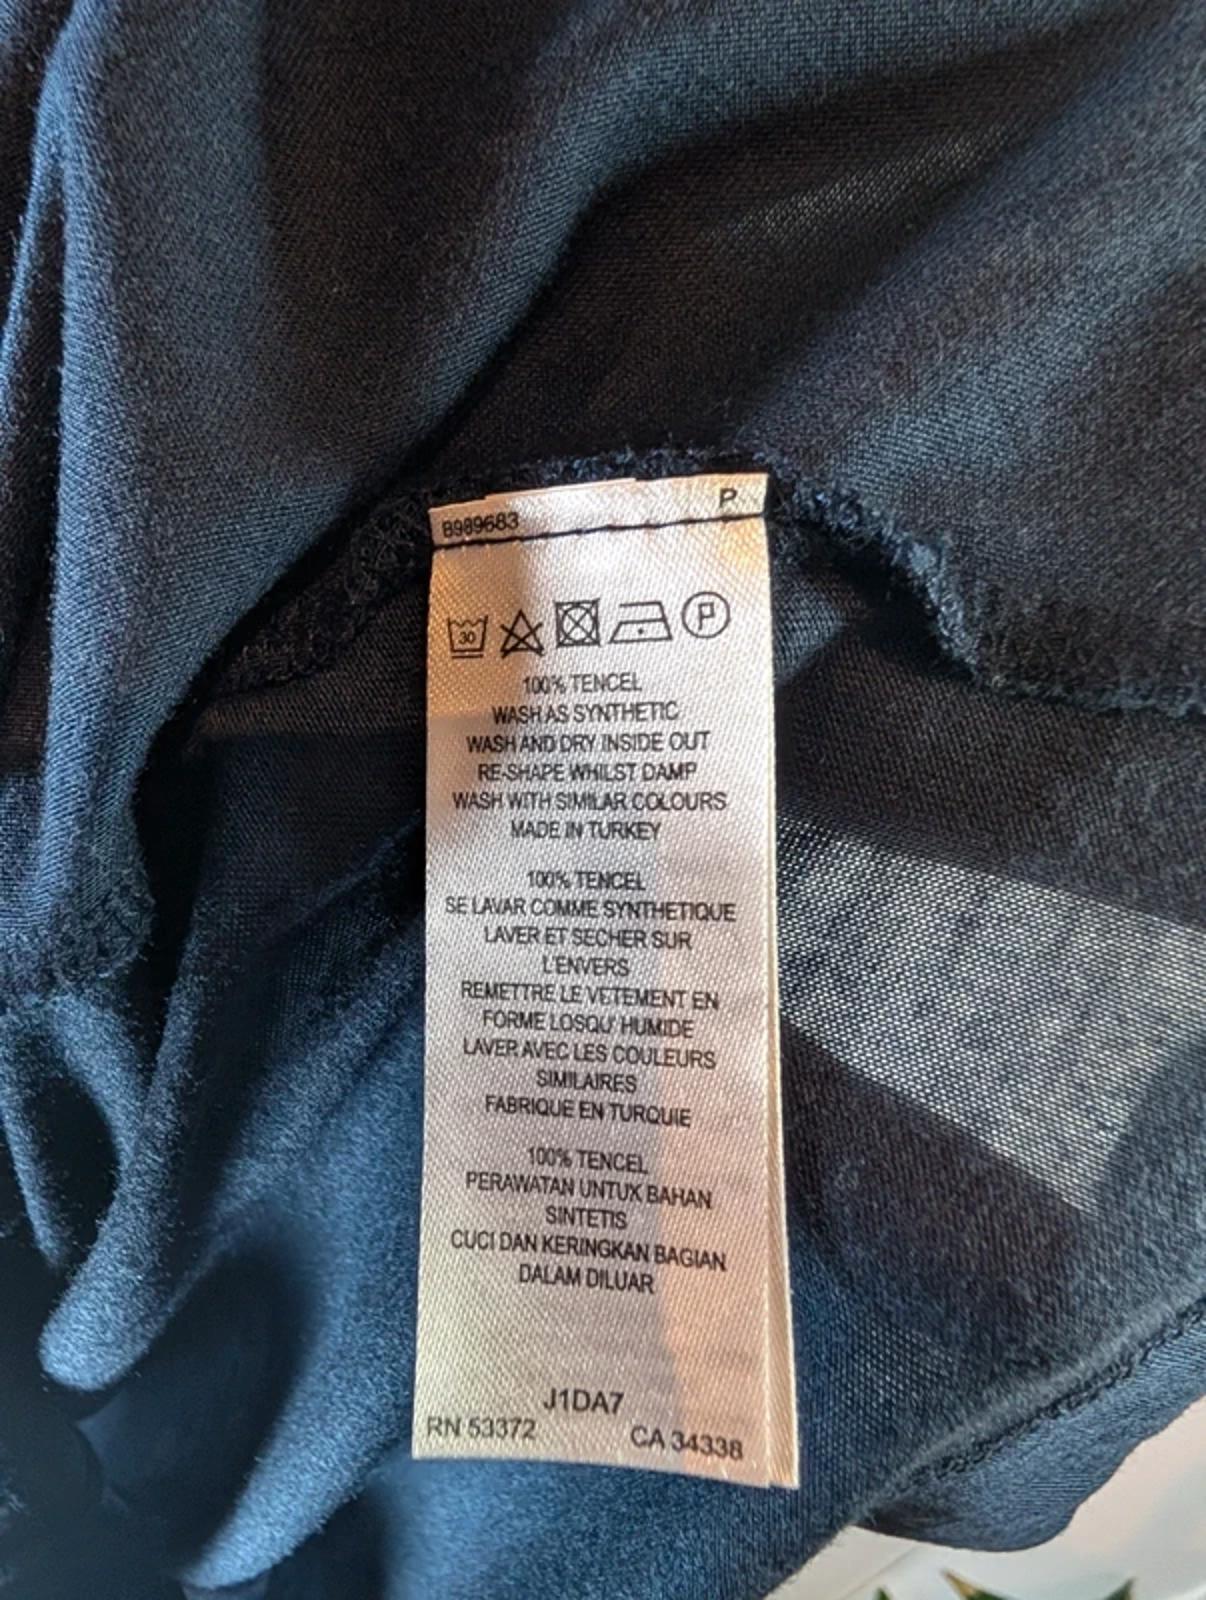 B989683 P
30 P
100% TENCEL
WASH AS SYNTHETIC
WASH AND DRY INSIDE OUT
RE-SHAPE WHILST DAMP
WASH WITH SIMILAR COLOURS
MADE IN TURKEY
100% TENCEL
SE LAVAR COMME SYNTHETIQUE
LAVER ET SECHER SUR
L'ENVERS
REMETTRE LE VETEMENT EN
FORME LOSQU' HUMIDE
LAVER AVEC LES COULEURS
SIMILAIRES
FABRIQUE EN TURQUIE
100% TENCEL
PERAWATAN UNTUK BAHAN
SINTETIS
CUCI DAN KERINGKAN BAGIAN
DALAM DILUAR
J1DA7
RN 53372 CA 34338